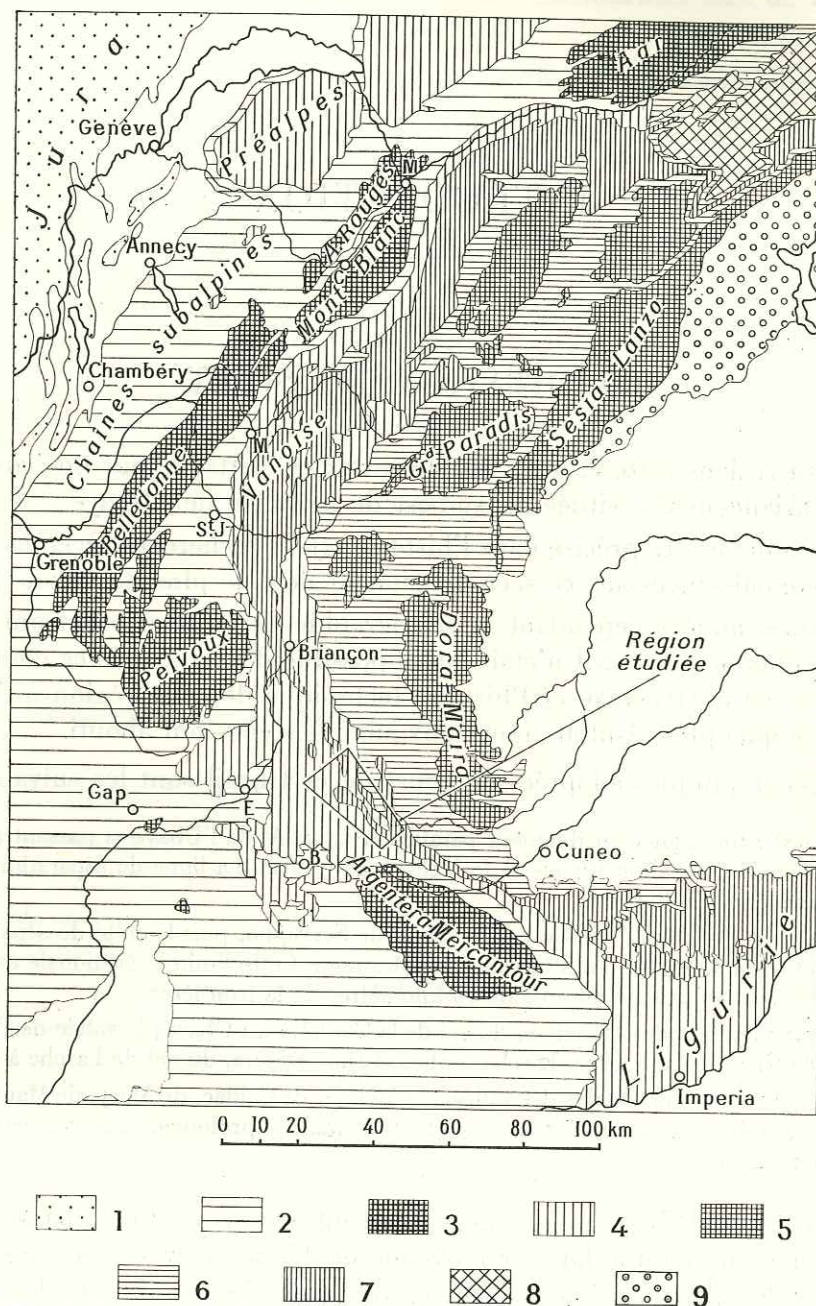 Jura
Aar
Genève
Préalpes
M
A. Rouges
Mont-Blanc
C
Annecy
Chaînes subalpines
Chambéry
Sesia-Lanzo
Grd Paradis
M
Vanoise
Belledonne
St J
Grenoble
Pelvoux
Briançon
Dora-Maira
Région
étudiée
Gap
E
B
Cuneo
Argentera-Mercantour
Ligurie
Imperia
0 10 20 40 60 80 100 km
1 2 3 4 5
6 7 8 9